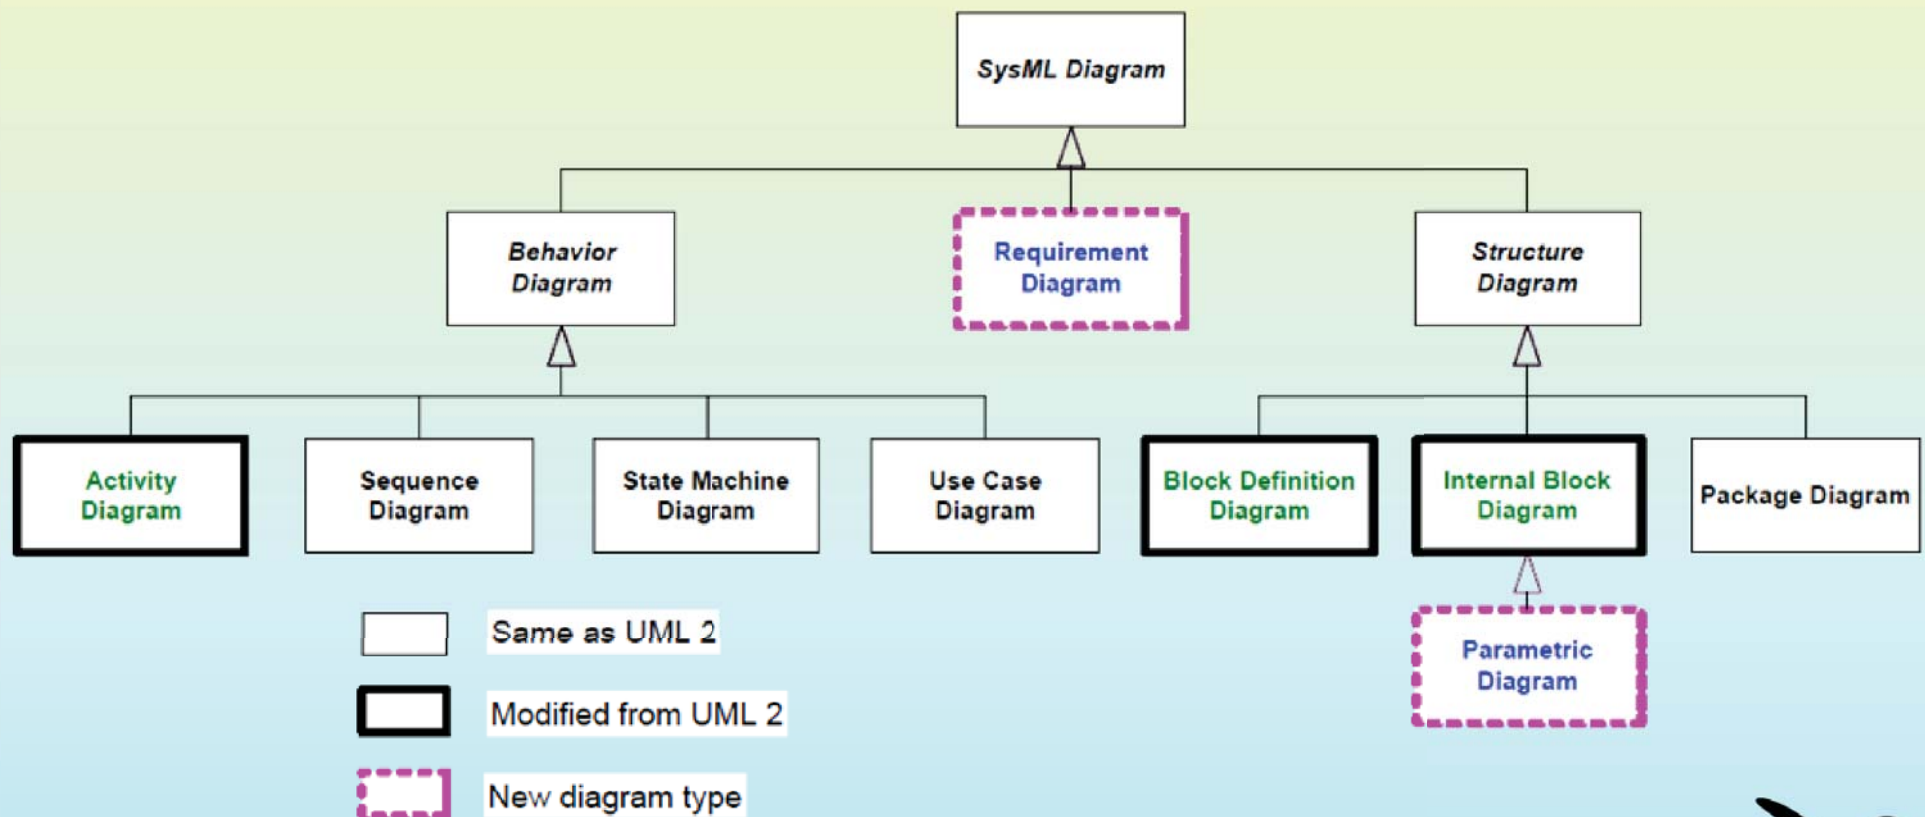 SysML Diagram
Behavior
Diagram
Requirement
Diagram
Structure
Diagram
Activity
Diagram
Sequence
Diagram
State Machine
Diagram
Use Case
Diagram
Block Definition
Diagram
Internal Block
Diagram
Package Diagram
Parametric
Diagram
Same as UML 2
Modified from UML 2
New diagram type